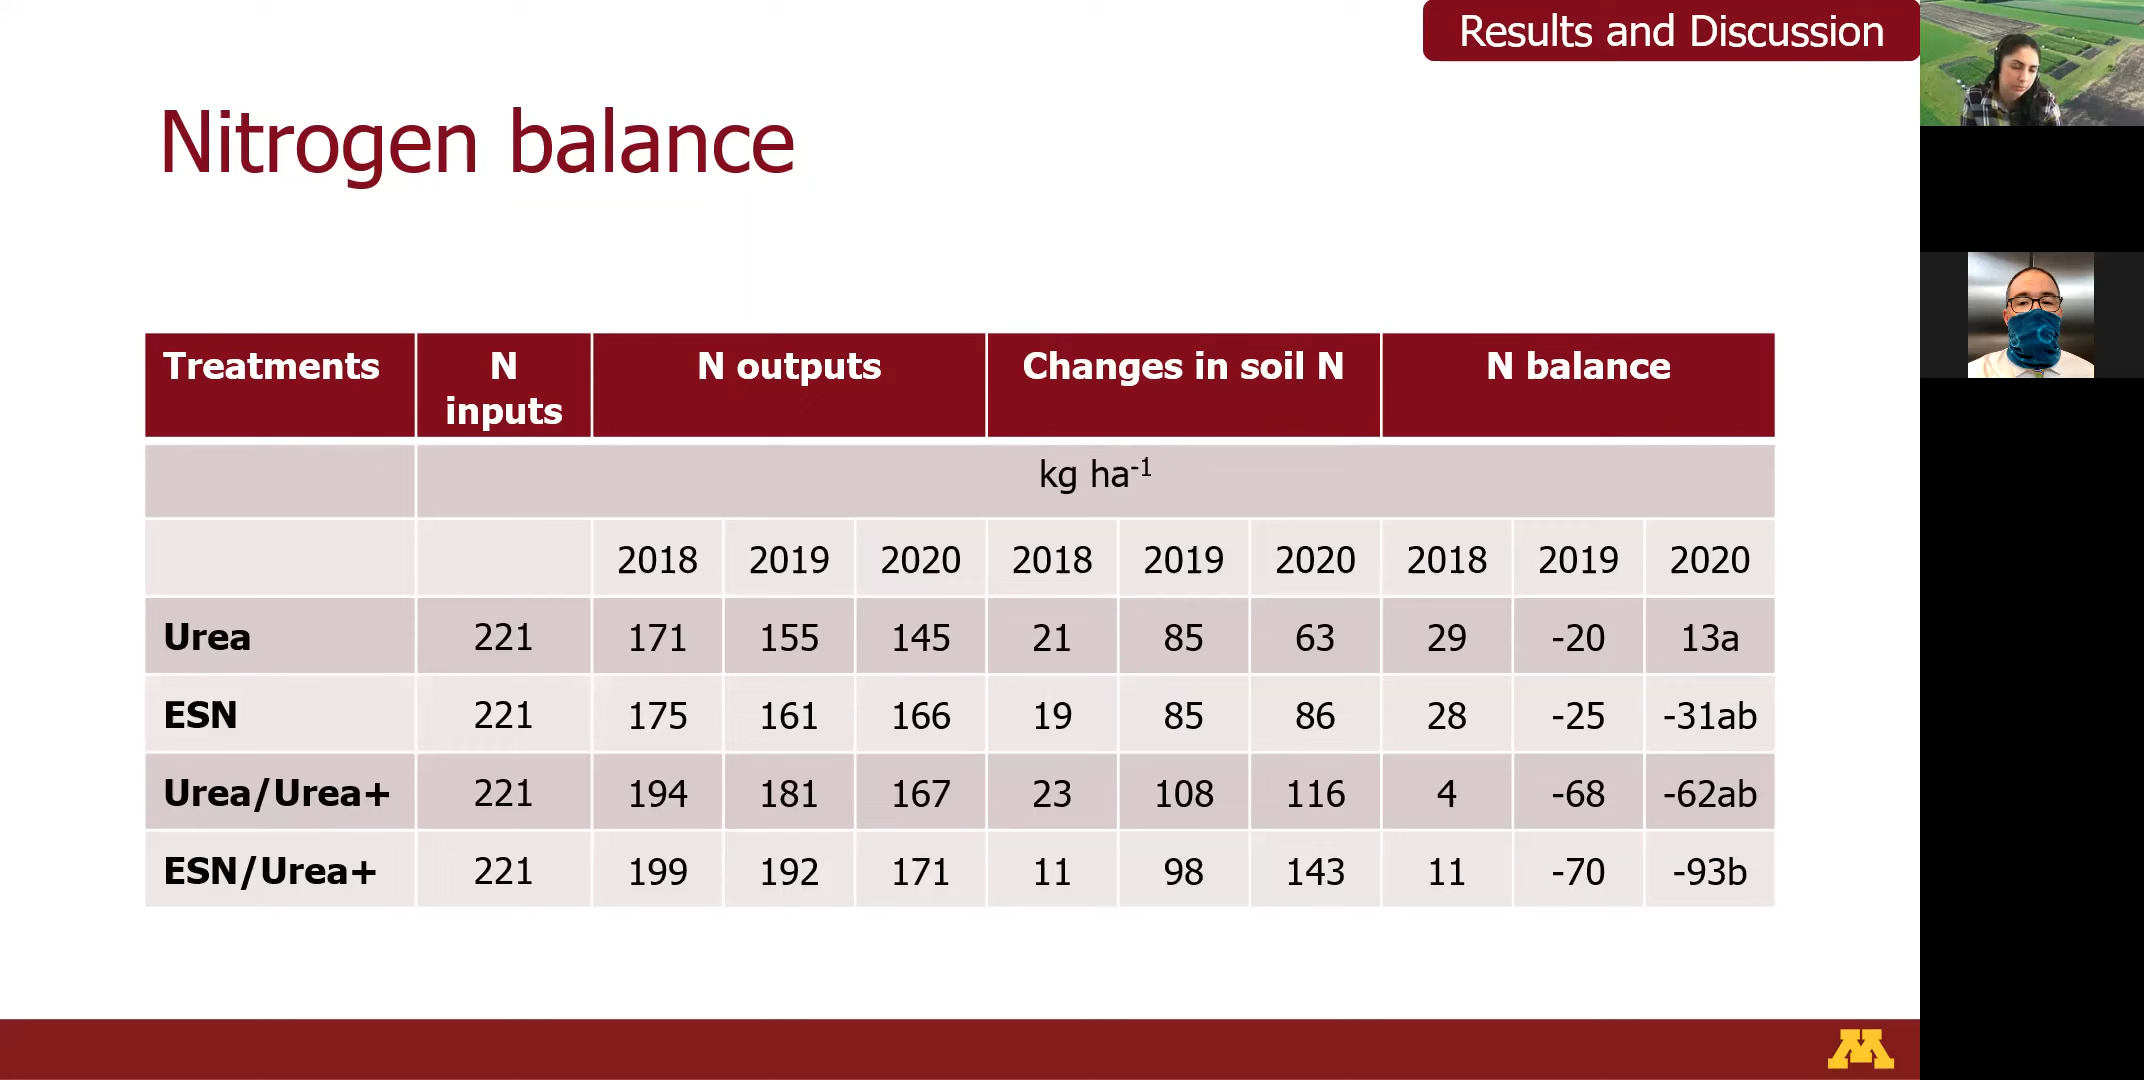 Results and Discussion
Nitrogen balance
Treatments N inputs N outputs Changes in soil N N balance
kg ha-1
2018 2019 2020 2018 2019 2020 2018 2019 2020
Urea 221 171 155 145 21 85 63 29 -20 13a
ESN 221 175 161 166 19 85 86 28 -25 -31ab
Urea/Urea+ 221 194 181 167 23 108 116 4 -68 -62ab
ESN/Urea+ 221 199 192 171 11 98 143 11 -70 -93b
M